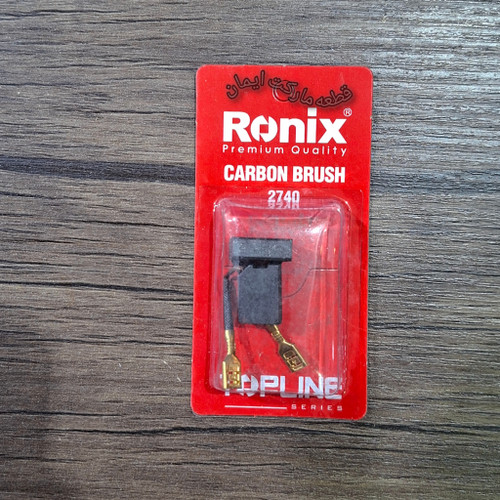 قطعه مارکت ایمان
Ronix®
Premium Quality
CARBON BRUSH
2740
TOPLINE
SERIES